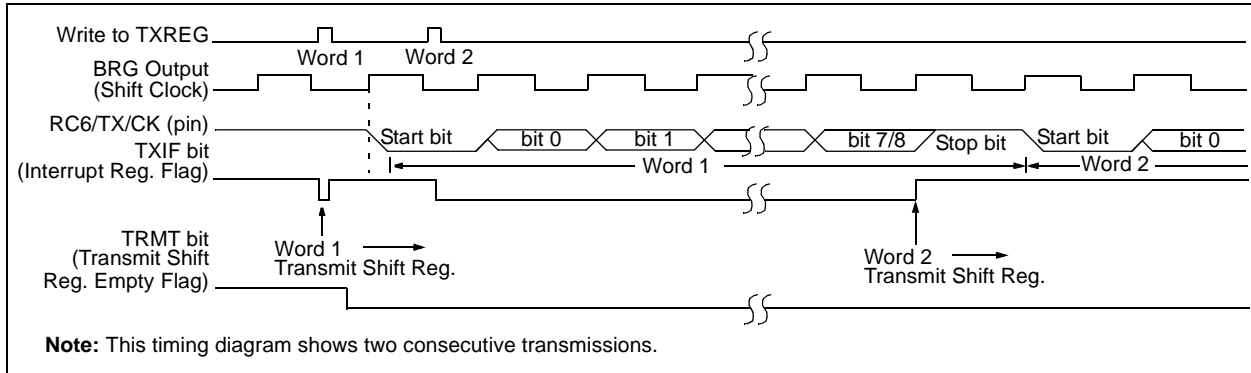 Write to TXREG
Word 1
Word 2
BRG Output
(Shift Clock)
RC6/TX/CK (pin)
Start bit
bit 0
bit 1
bit 7/8
Stop bit
Start bit
bit 0
TXIF bit
(Interrupt Reg. Flag)
Word 1
Word 2
Word 1
Transmit Shift Reg.
Word 2
Transmit Shift Reg.
TRMT bit
(Transmit Shift
Reg. Empty Flag)
Note: This timing diagram shows two consecutive transmissions.